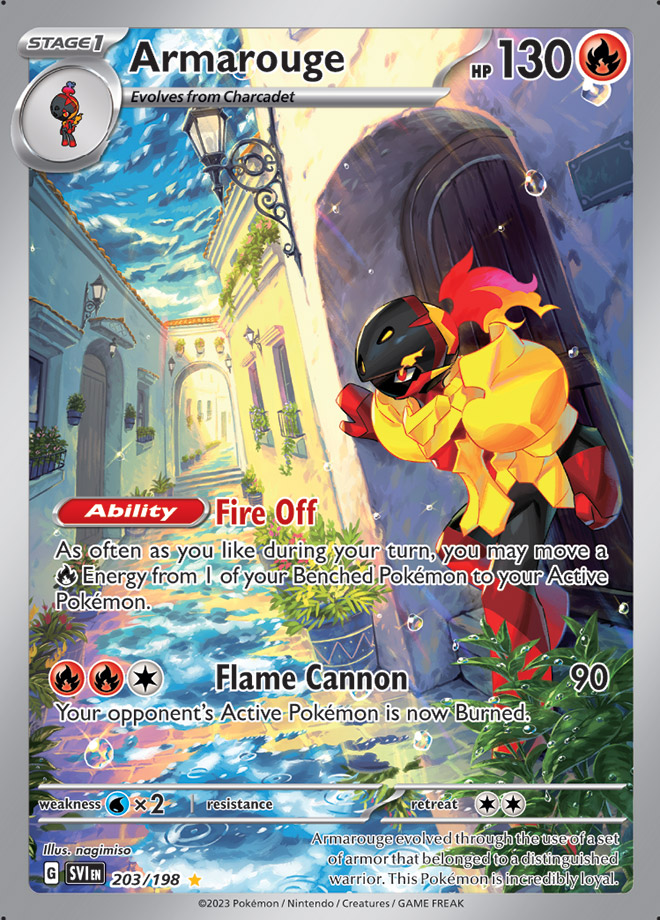 STAGE 1
Armarouge
HP 130
Evolves from Charcadet
Ability Fire Off
As often as you like during your turn, you may move a
Energy from 1 of your Benched Pokémon to your Active
Pokémon.
Flame Cannon 90
Your opponent's Active Pokémon is now Burned.
weakness ×2 resistance retreat
Illus. nagimiso
G SVI EN 203/198
Armarouge evolved through the use of a set
of armor that belonged to a distinguished
warrior. This Pokémon is incredibly loyal.
©2023 Pokémon / Nintendo / Creatures / GAME FREAK